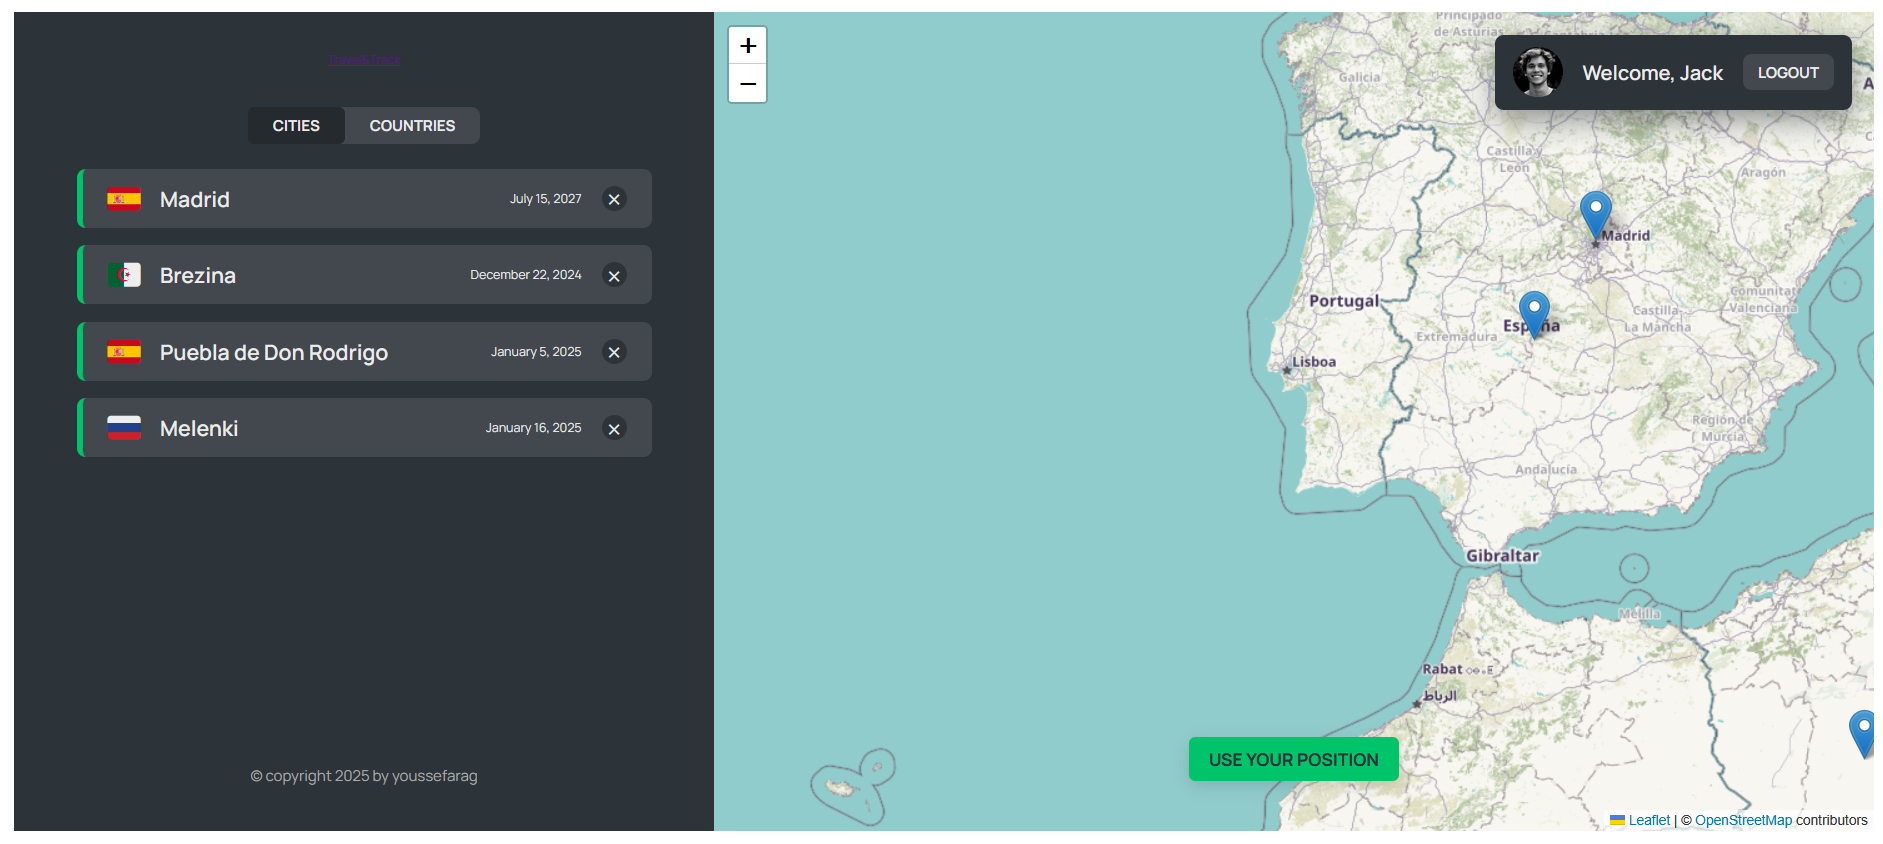 CITIES COUNTRIES
Madrid July 15, 2027 ×
Brezina December 22, 2024 ×
Puebla de Don Rodrigo January 5, 2025 ×
Melenki January 16, 2025 ×
© copyright 2025 by youssefarag
+
−
Principado
de Asturias
Welcome, Jack LOGOUT
Galicia
Castilla y
León
Aragón
Madrid
Portugal
España
Comunitat
Valenciana
Castilla-
La Mancha
Extremadura
Lisboa
Región de
Murcia
Andalucía
Gibraltar
Melilla
Rabat ⵔⴱⴰⵟ
الرباط
USE YOUR POSITION
Leaflet | © OpenStreetMap contributors